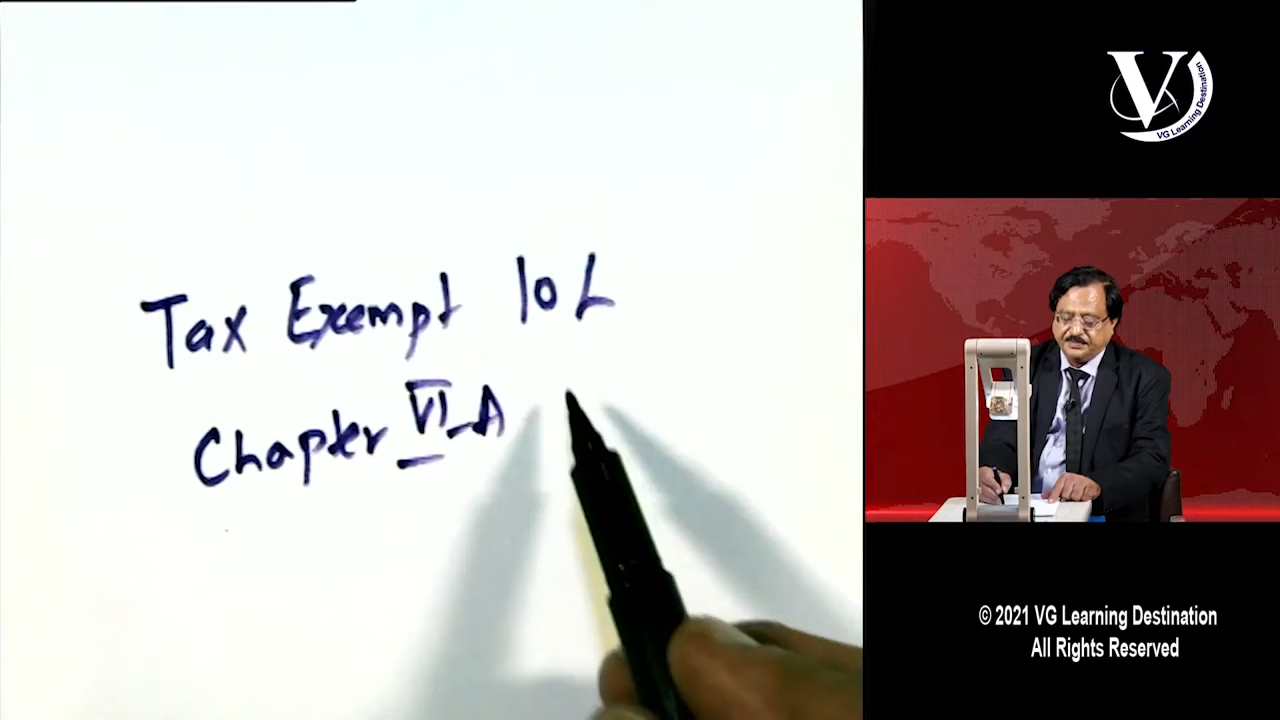 Tax Exempt 10 L
Chapter VI-A
V
VG Learning Destination
© 2021 VG Learning Destination
All Rights Reserved